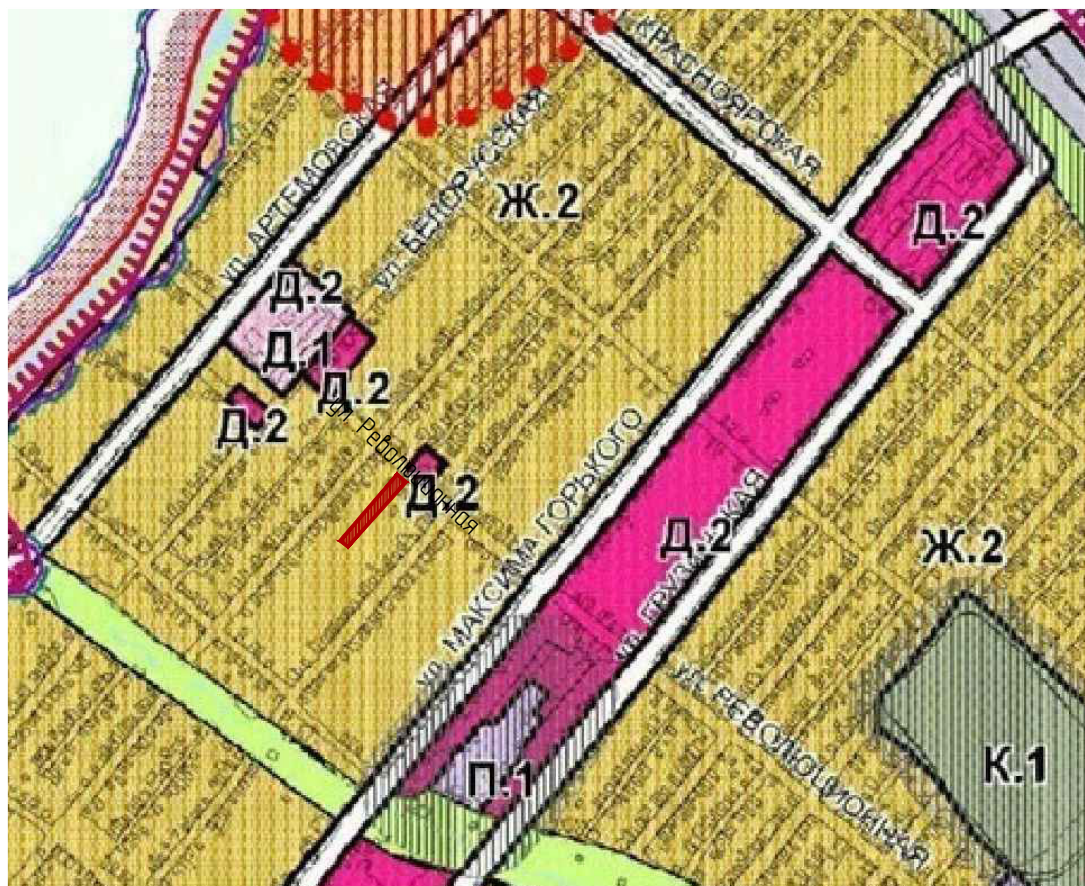 КРАСНОЯРСКАЯ
ул. АРТЕМОВСКАЯ
ул. БЕЛОРУССКАЯ
Ж.2
Д.2
Д.2
Д.1
Д.2
Д.2
ул. Революционная
Д.2
ул. МАКСИМА ГОРЬКОГО
Д.2
ул. ГРУЗИНСКАЯ
Ж.2
ул. РЕВОЛЮЦИОННАЯ
П.1
К.1